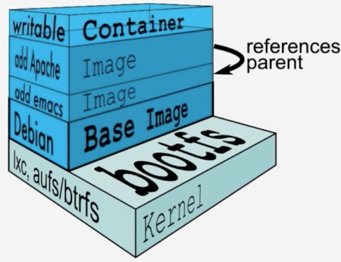 writable Container
add Apache Image
add emacs Image
Debian Base Image
references
parent
lxc, aufs/btrfs
bootfs
Kernel